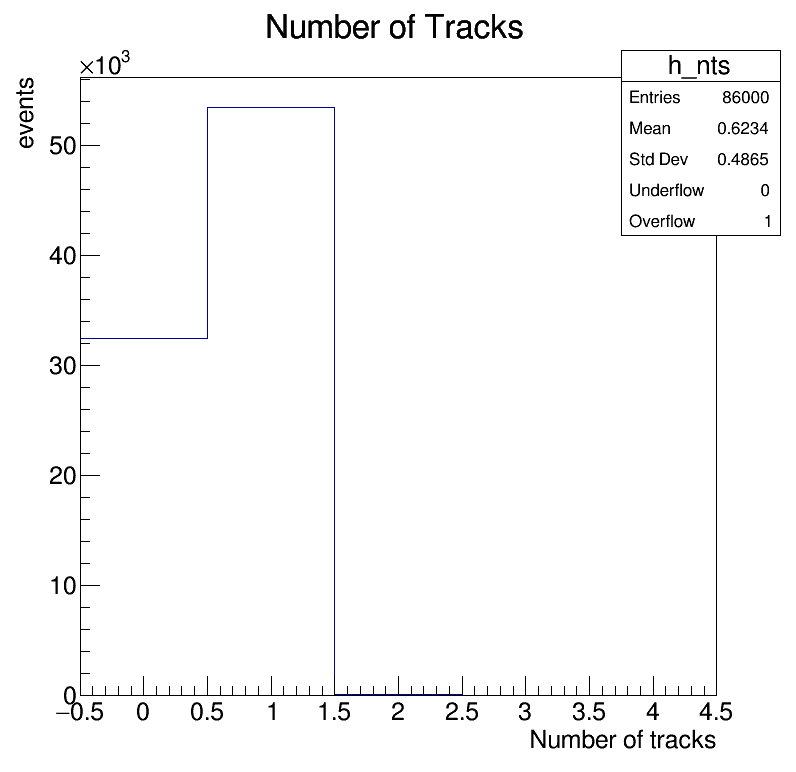 Number of Tracks
×10³
events
h_nts
Entries 86000
Mean 0.6234
Std Dev 0.4865
Underflow 0
Overflow 1
50
40
30
20
10
0
−0.5 0 0.5 1 1.5 2 2.5 3 3.5 4 4.5
Number of tracks